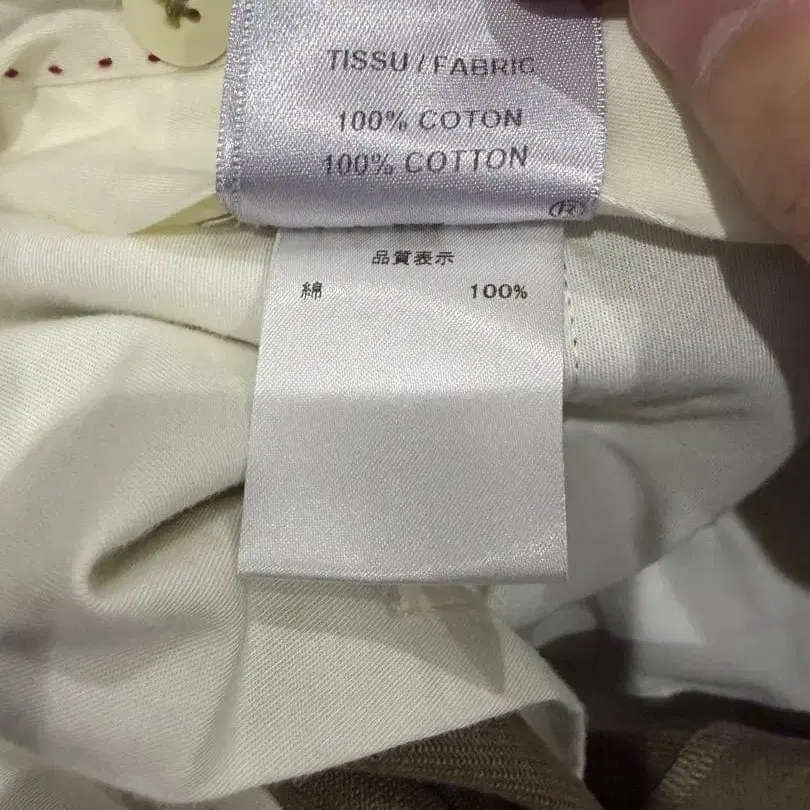 TISSU / FABRIC
100% COTON
100% COTTON
(R)
品質表示
綿 100%